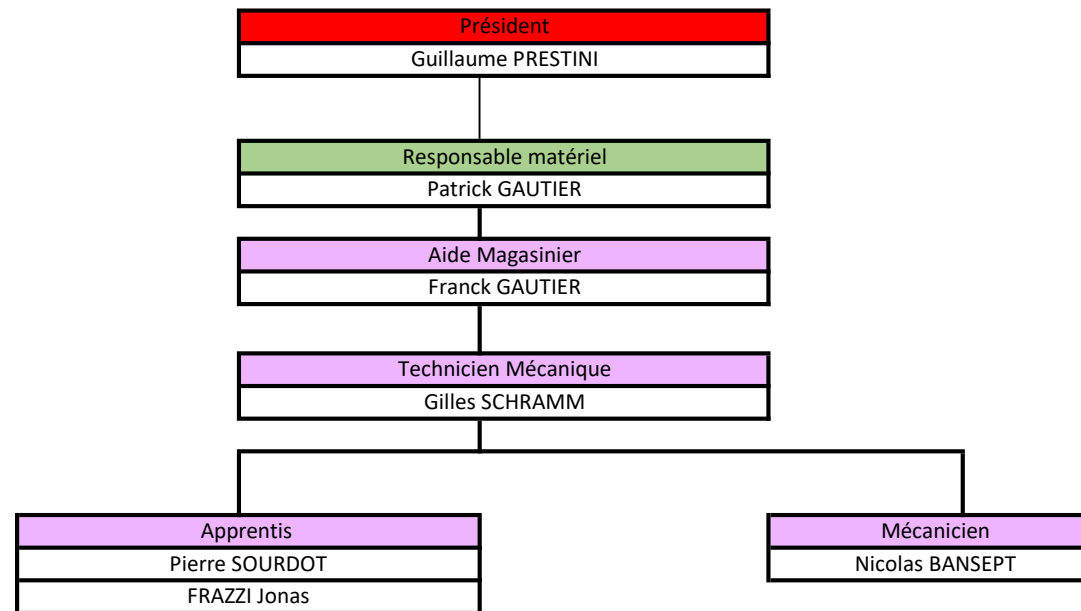 Président
Guillaume PRESTINI
Responsable matériel
Patrick GAUTIER
Aide Magasinier
Franck GAUTIER
Technicien Mécanique
Gilles SCHRAMM
Apprentis
Pierre SOURDOT
FRAZZI Jonas
Mécanicien
Nicolas BANSEPT